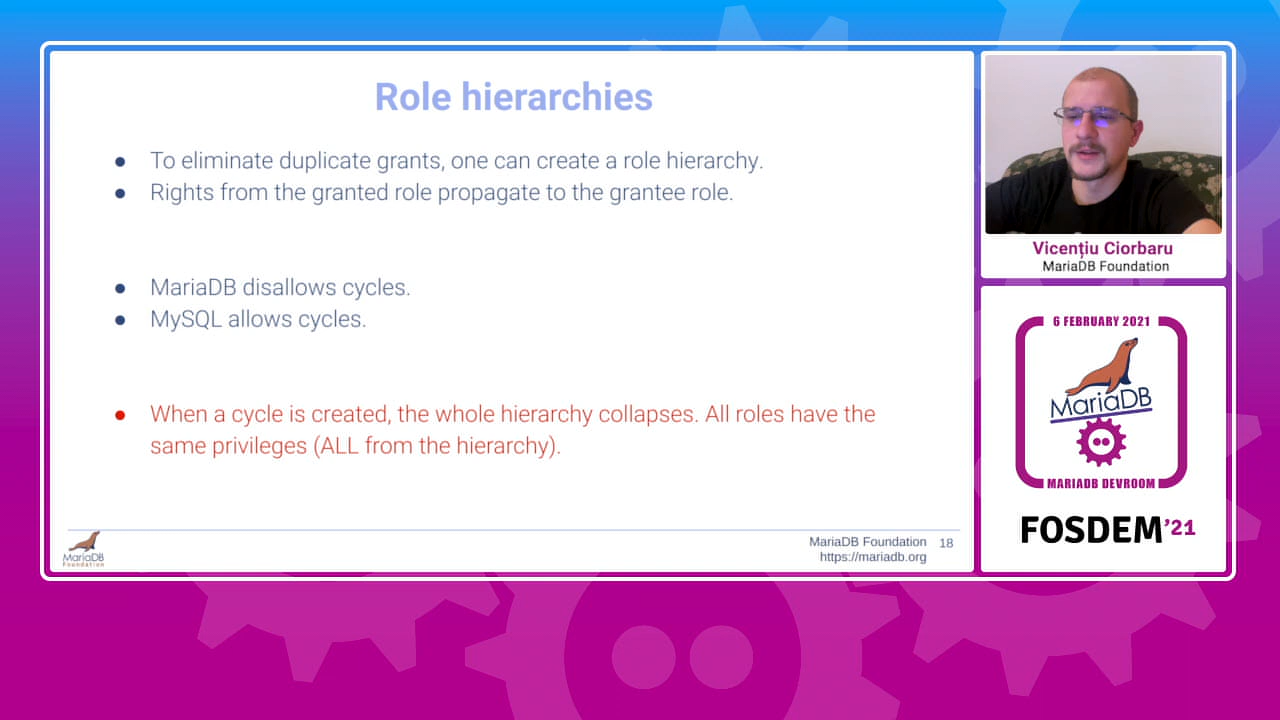 Role hierarchies
● To eliminate duplicate grants, one can create a role hierarchy.
● Rights from the granted role propagate to the grantee role.
● MariaDB disallows cycles.
● MySQL allows cycles.
● When a cycle is created, the whole hierarchy collapses. All roles have the
same privileges (ALL from the hierarchy).
MariaDB
Foundation
MariaDB Foundation 18
https://mariadb.org
Vicențiu Ciorbaru
MariaDB Foundation
6 FEBRUARY 2021
MariaDB
MARIADB DEVROOM
FOSDEM'21